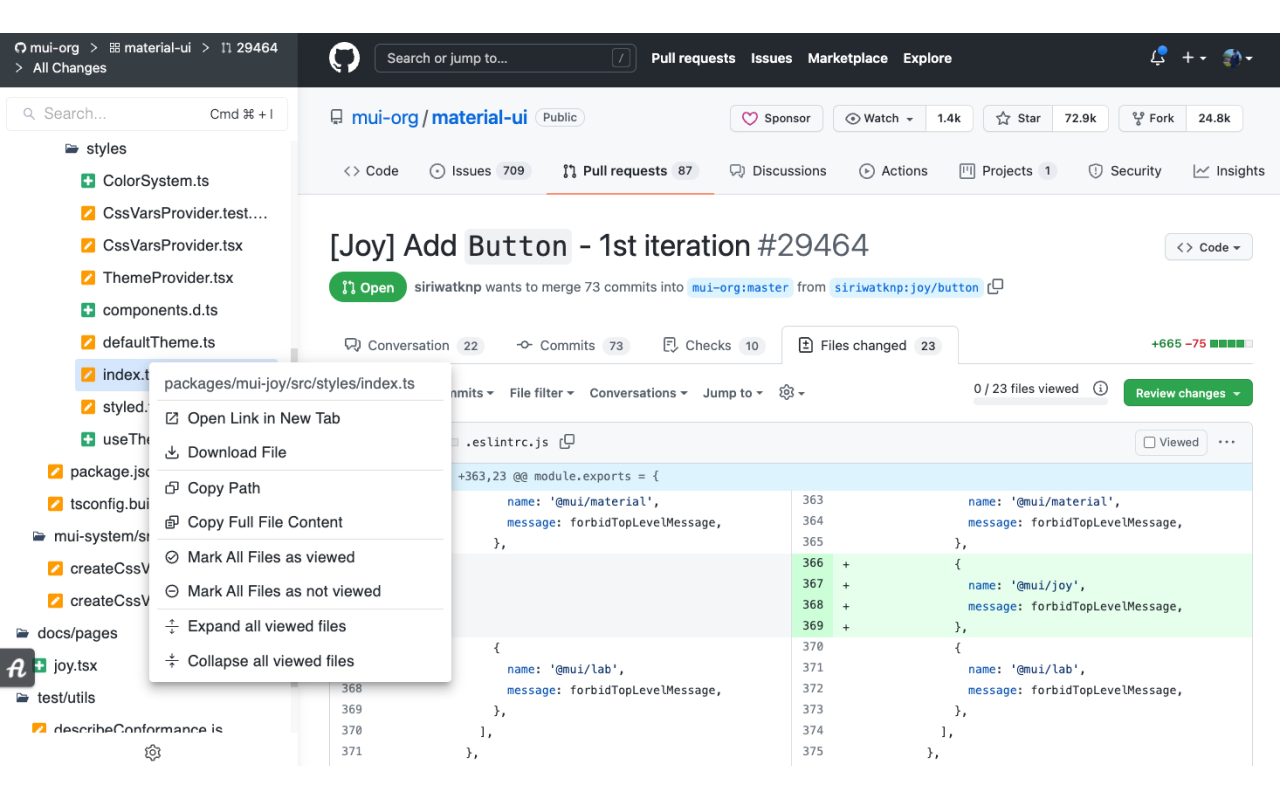 mui-org > material-ui > 29464
> All Changes
Search or jump to... /
Pull requests Issues Marketplace Explore
Search... Cmd ⌘ + I
styles
ColorSystem.ts
CssVarsProvider.test....
CssVarsProvider.tsx
ThemeProvider.tsx
components.d.ts
defaultTheme.ts
index.t
styled.
useThe
package.jso
tsconfig.bui
mui-system/sr
createCssV
createCssV
docs/pages
joy.tsx
test/utils
describeConformance.js
packages/mui-joy/src/styles/index.ts
Open Link in New Tab
Download File
Copy Path
Copy Full File Content
Mark All Files as viewed
Mark All Files as not viewed
Expand all viewed files
Collapse all viewed files
mui-org / material-ui Public
Sponsor Watch 1.4k Star 72.9k Fork 24.8k
Code Issues 709 Pull requests 87 Discussions Actions Projects 1 Security Insights
[Joy] Add Button - 1st iteration #29464
Code
Open siriwatknp wants to merge 73 commits into mui-org:master from siriwatknp:joy/button
Conversation 22 Commits 73 Checks 10 Files changed 23
+665 −75
mmits File filter Conversations Jump to
0 / 23 files viewed Review changes
.eslintrc.js Viewed ...
+363,23 @@ module.exports = {
name: '@mui/material', 363 name: '@mui/material',
message: forbidTopLevelMessage, 364 message: forbidTopLevelMessage,
}, 365 },
366 + {
367 + name: '@mui/joy',
368 + message: forbidTopLevelMessage,
369 + },
{ 370 {
name: '@mui/lab', 371 name: '@mui/lab',
368 message: forbidTopLevelMessage, 372 message: forbidTopLevelMessage,
369 }, 373 },
370 ], 374 ],
371 }, 375 },